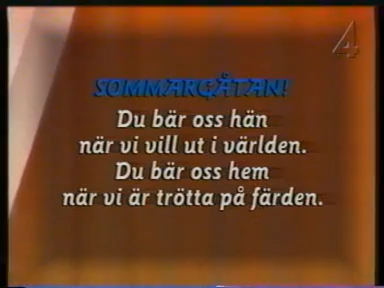 4
SOMMARGÅTAN!
Du bär oss hän
när vi vill ut i världen.
Du bär oss hem
när vi är trötta på färden.